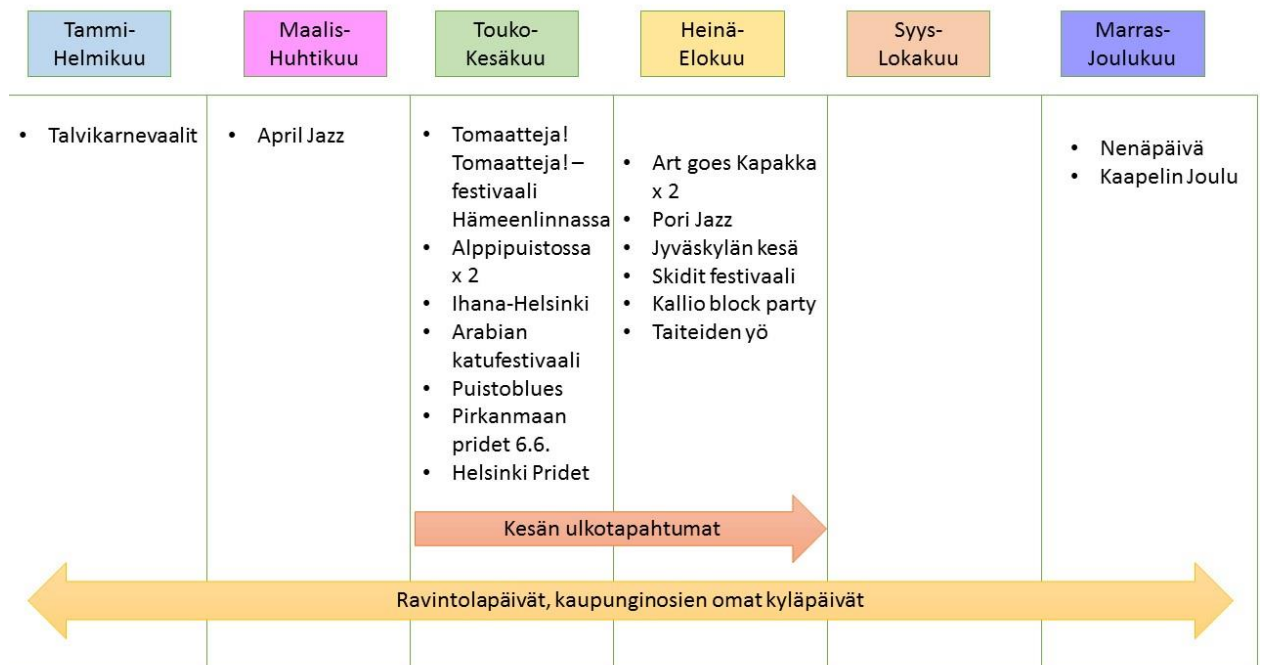 Tammi-
Helmikuu
Maalis-
Huhtikuu
Touko-
Kesäkuu
Heinä-
Elokuu
Syys-
Lokakuu
Marras-
Joulukuu
• Talvikarnevaalit
• April Jazz
• Tomaatteja!
Tomaatteja! –
festivaali
Hämeenlinnassa
• Alppipuistossa
x 2
• Ihana-Helsinki
• Arabian
katufestivaali
• Puistoblues
• Pirkanmaan
pridet 6.6.
• Helsinki Pridet
• Art goes Kapakka
x 2
• Pori Jazz
• Jyväskylän kesä
• Skidit festivaali
• Kallio block party
• Taiteiden yö
• Nenäpäivä
• Kaapelin Joulu
Kesän ulkotapahtumat
Ravintolapäivät, kaupunginosien omat kyläpäivät